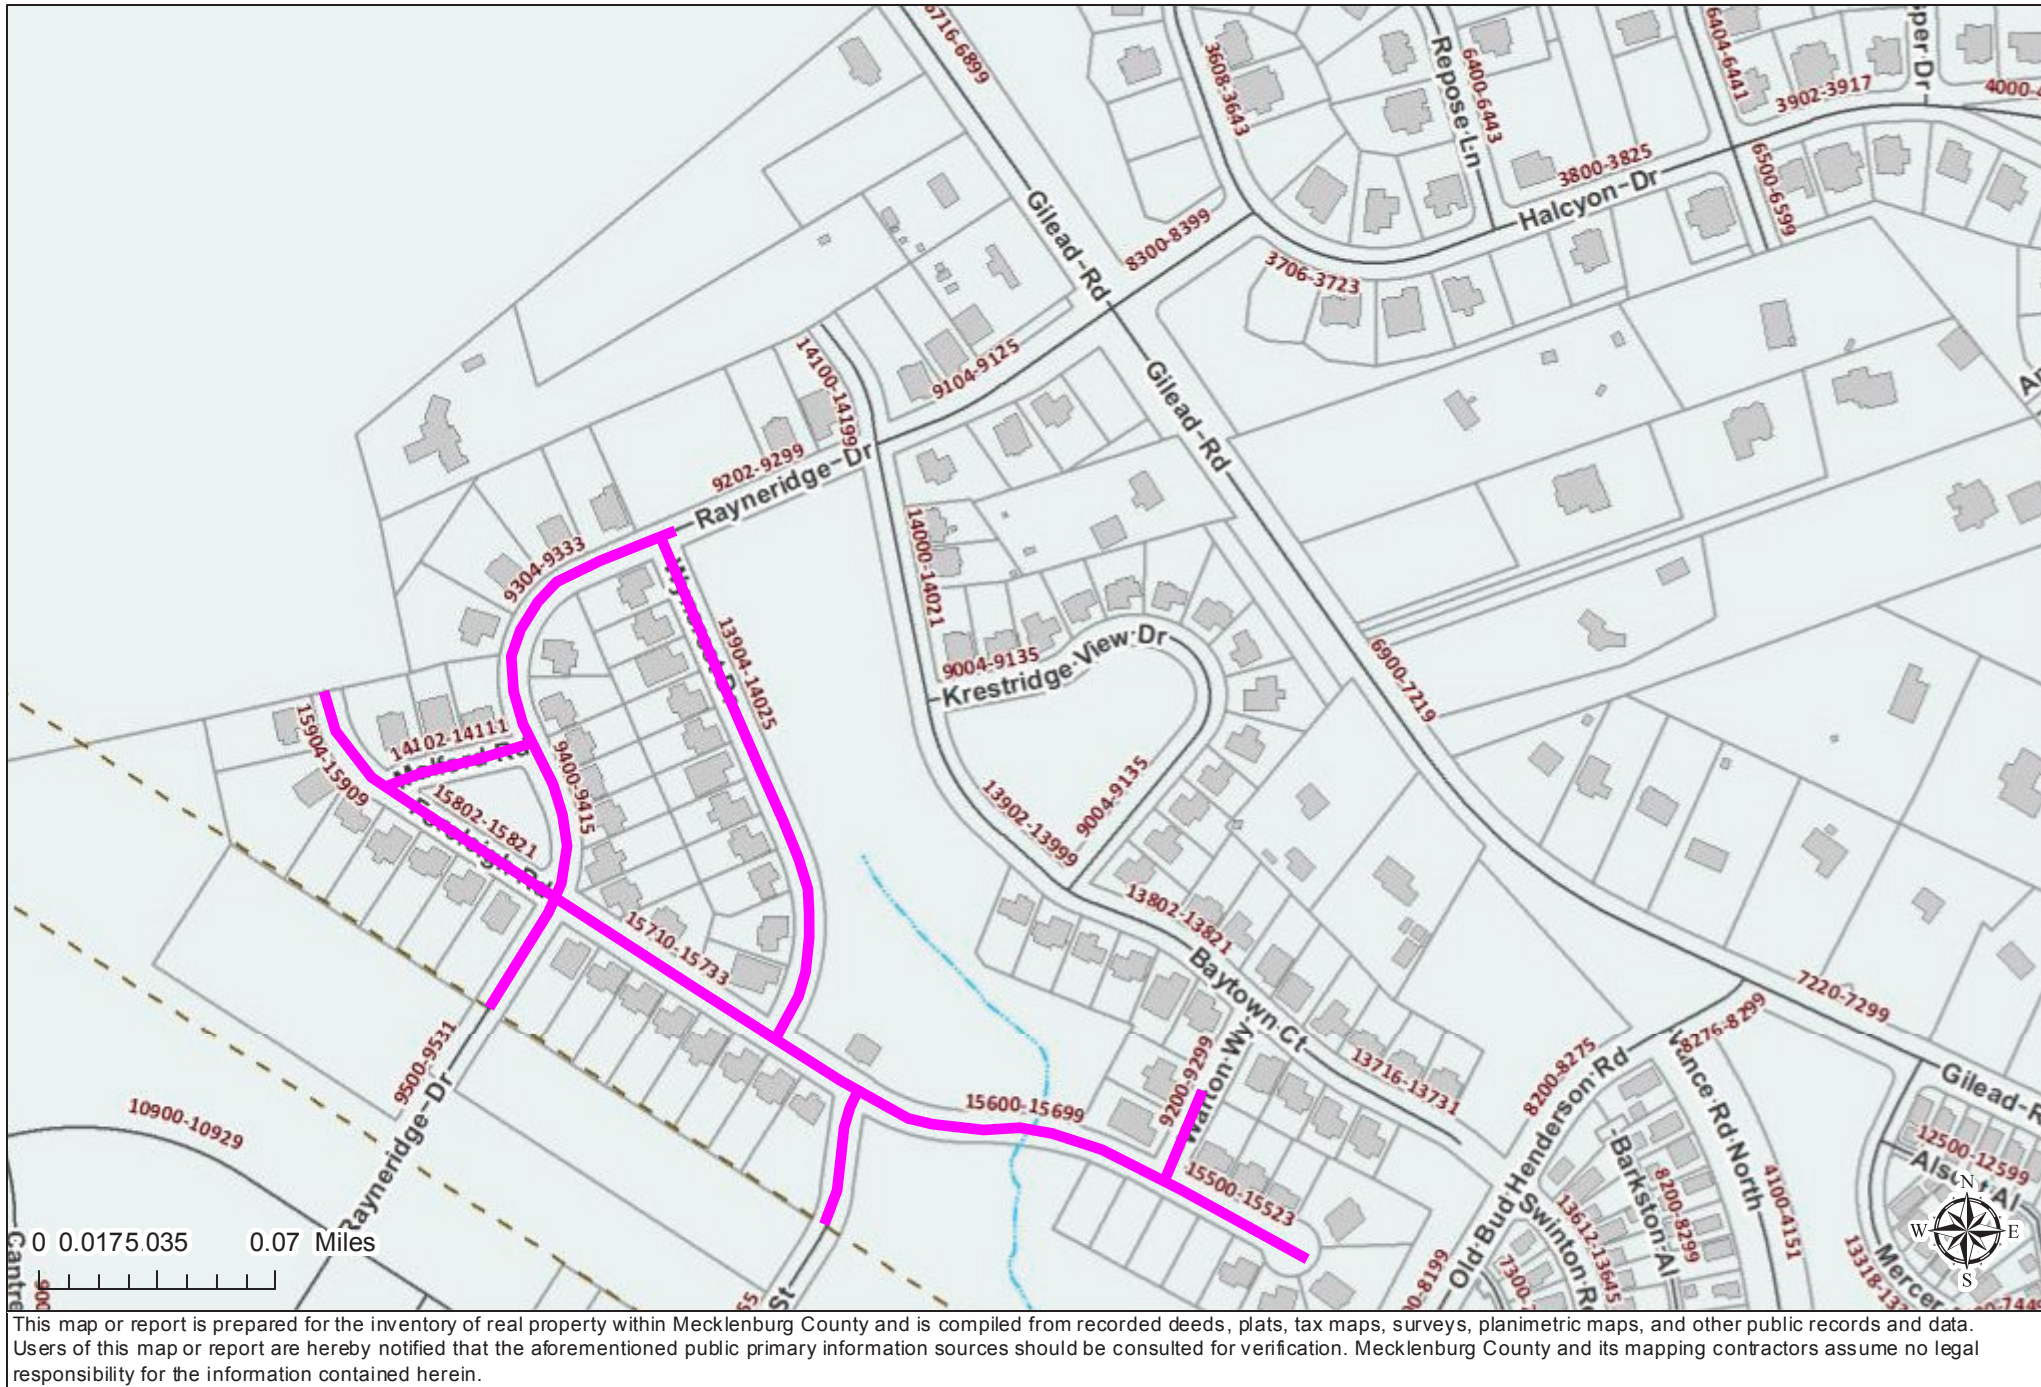 6716-6899
3608-3643
Repose Ln
6400-6443
6404-6441
3902-3917
4000-
3800-3825
Halcyon Dr
6500-6599
Gilead Rd
8300-8399
3706-3723
14100-14199
9104-9125
Gilead Rd
9202-9299
Rayneridge Dr
14000-14021
9304-9333
13904-14025
9004-9135
Krestridge View Dr
6900-7219
15904-15909
14102-14111
9400-9415
15802-15821
13902-13999
9004-9135
15710-15733
13802-13821
Baytown Ct
7220-7299
8276-8299
Vance Rd North
9500-9531
Rayneridge Dr
10900-10929
15600-15699
9200-9299
Warton Wy
13716-13731
8200-8275
Old Bud Henderson Rd
Gilead
12500-12599
Barkston Al
8200-8299
4100-4151
15500-15523
Swinton Rd
13612-13645
Mercer
N
W E
S
0 0.0175 .035 0.07 Miles
St
This map or report is prepared for the inventory of real property within Mecklenburg County and is compiled from recorded deeds, plats, tax maps, surveys, planimetric maps, and other public records and data.
Users of this map or report are hereby notified that the aforementioned public primary information sources should be consulted for verification. Mecklenburg County and its mapping contractors assume no legal
responsibility for the information contained herein.